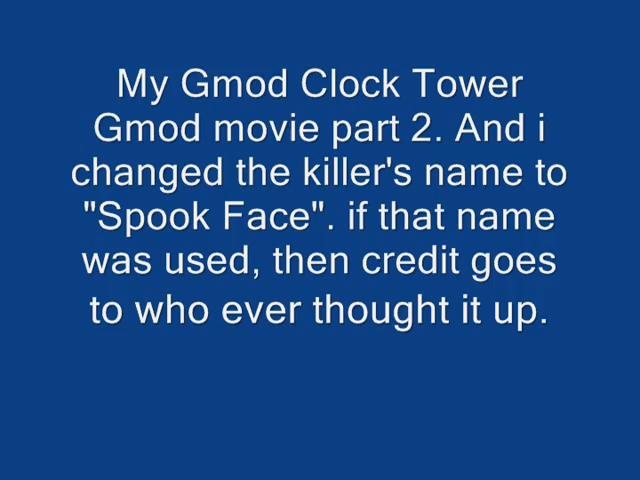 My Gmod Clock Tower
Gmod movie part 2. And i
changed the killer's name to
"Spook Face". if that name
was used, then credit goes
to who ever thought it up.